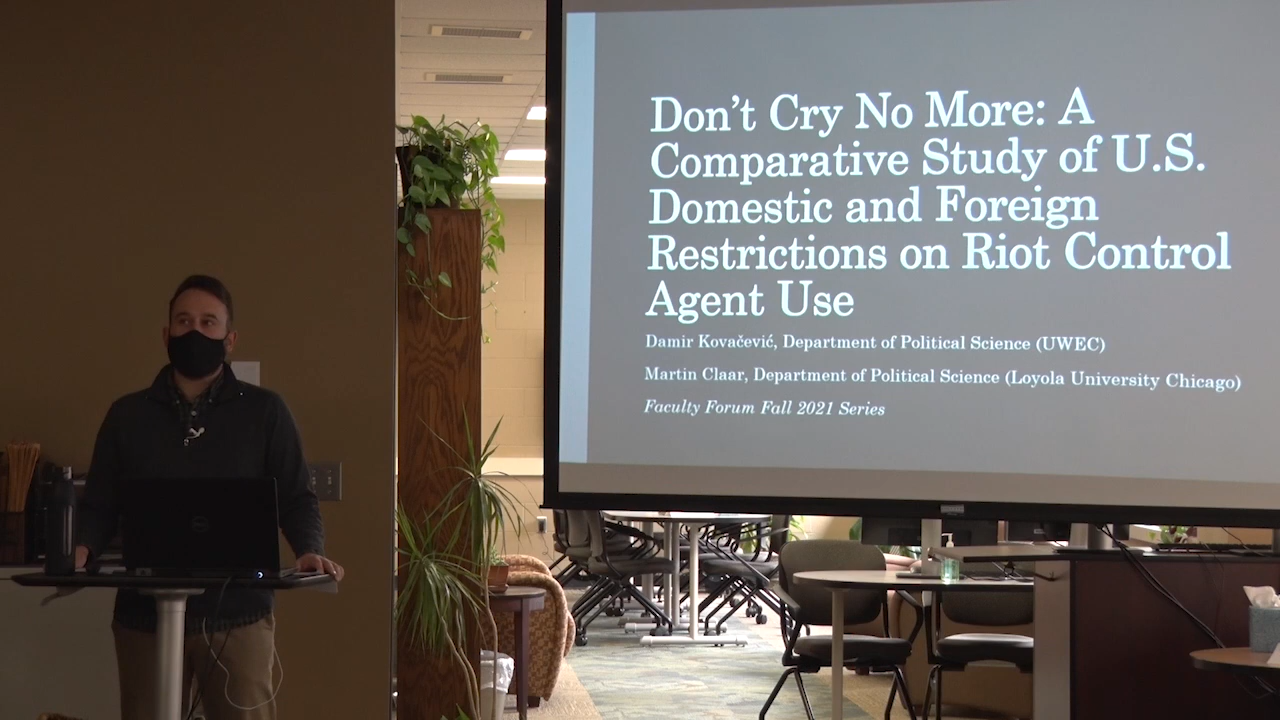 Don't Cry No More: A
Comparative Study of U.S.
Domestic and Foreign
Restrictions on Riot Control
Agent Use
Damir Kovačević, Department of Political Science (UWEC)
Martin Claar, Department of Political Science (Loyola University Chicago)
Faculty Forum Fall 2021 Series